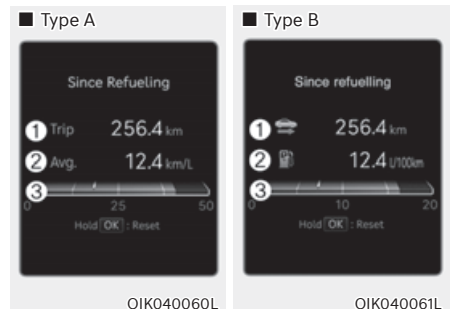 ■ Type A
Since Refueling
1 Trip 256.4 km
2 Avg. 12.4 km/L
3
0 25 50
Hold OK : Reset
OIK040060L
■ Type B
Since refuelling
1 256.4 km
2 12.4 L/100km
3
0 10 20
Hold OK : Reset
OIK040061L